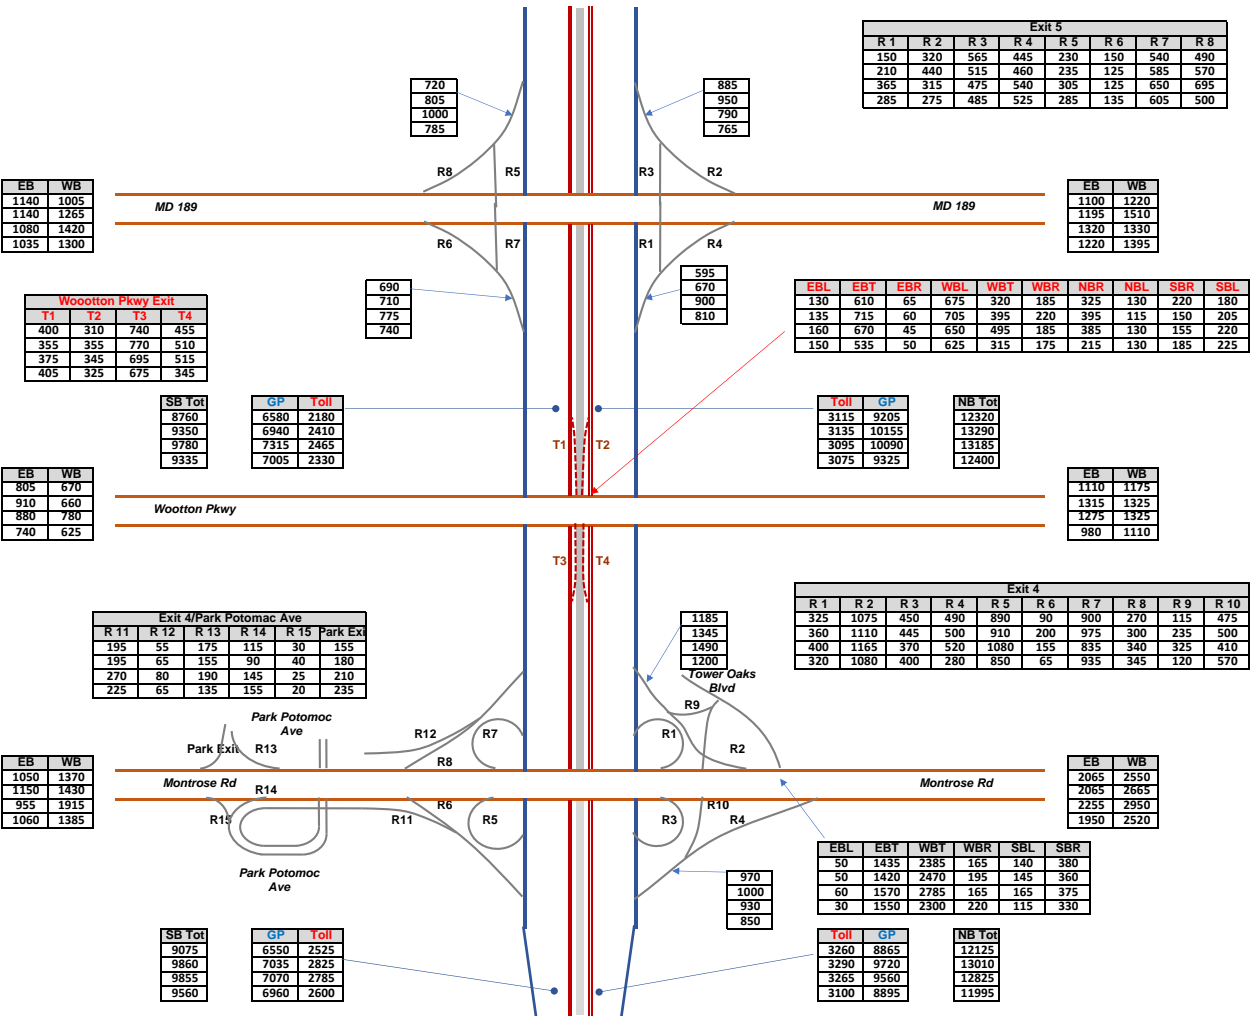 Exit 5
R 1 R 2 R 3 R 4 R 5 R 6 R 7 R 8
150 320 565 445 230 150 540 490
210 440 515 460 235 125 585 570
365 315 475 540 305 125 650 695
285 275 485 525 285 135 605 500
720
805
1000
785
885
950
790
765
R8
R5
R3
R2
EB WB
1140 1005
1140 1265
1080 1420
1035 1300
MD 189
MD 189
EB WB
1100 1220
1195 1510
1320 1330
1220 1395
R6
R7
R1
R4
690
710
775
740
595
670
900
810
Woootton Pkwy Exit
T1 T2 T3 T4
400 310 740 455
355 355 770 510
375 345 695 515
405 325 675 345
EBL EBT EBR WBL WBT WBR NBR NBL SBR SBL
130 610 65 675 320 185 325 130 220 180
135 715 60 705 395 220 395 115 150 205
160 670 45 650 495 185 385 130 155 220
150 535 50 625 315 175 215 130 185 225
SB Tot
8760
9350
9780
9335
GP Toll
6580 2180
6940 2410
7315 2465
7005 2330
Toll GP
3115 9205
3135 10155
3095 10090
3075 9325
NB Tot
12320
13290
13185
12400
T1
T2
EB WB
805 670
910 660
880 780
740 625
Wootton Pkwy
EB WB
1110 1175
1315 1325
1275 1325
980 1110
T3
T4
Exit 4/Park Potomac Ave
R 11 R 12 R 13 R 14 R 15 Park Exi
195 55 175 115 30 155
195 65 155 90 40 180
270 80 190 145 25 210
225 65 135 155 20 235
Exit 4
R 1 R 2 R 3 R 4 R 5 R 6 R 7 R 8 R 9 R 10
325 1075 450 490 890 90 900 270 115 475
360 1110 445 500 910 200 975 300 235 500
400 1165 370 520 1080 155 835 340 325 410
320 1080 400 280 850 65 935 345 120 570
1185
1345
1490
1200
Tower Oaks
Blvd
R9
Park Potomoc
Ave
Park Exit
R13
R12
R7
R8
R1
R2
EB WB
1050 1370
1150 1430
955 1915
1060 1385
Montrose Rd
Montrose Rd
EB WB
2065 2550
2065 2665
2255 2950
1950 2520
R14
R15
R11
R6
R5
R3
R10
R4
Park Potomoc
Ave
EBL EBT WBT WBR SBL SBR
50 1435 2385 165 140 380
50 1420 2470 195 145 360
60 1570 2785 165 165 375
30 1550 2300 220 115 330
970
1000
930
850
SB Tot
9075
9860
9855
9560
GP Toll
6550 2525
7035 2825
7070 2785
6960 2600
Toll GP
3260 8865
3290 9720
3265 9560
3100 8895
NB Tot
12125
13010
12825
11995